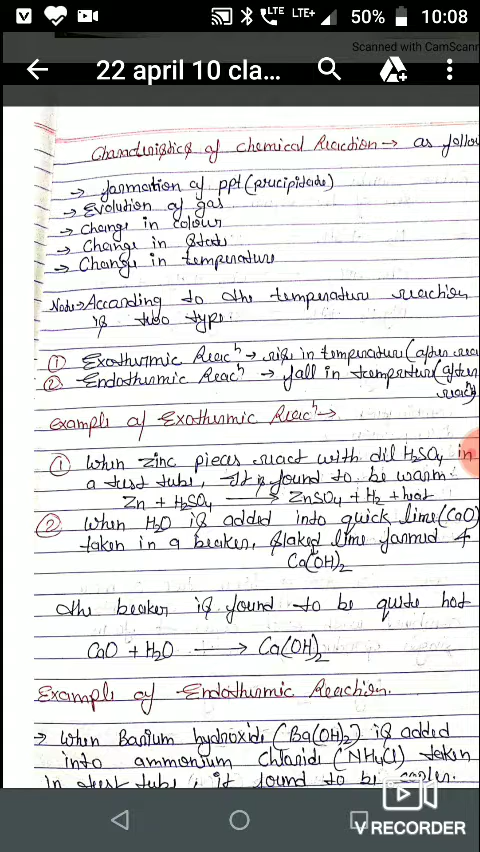 LTE LTE+ 50% 10:08
Scanned with CamScann
22 april 10 cla...
Characteristics of chemical Reaction → as follow
→ formation of ppt (precipitate)
→ Evolution of gas
→ Change in colour
→ Change in State
→ Change in temperature
Note → According to the temperature reaction
is two type.
① Exothermic Reacⁿ → rise in temperature (after reac
② Endothermic Reacⁿ → fall in temperature (after
reacⁿ)
example of Exothermic Reacⁿ →
① When Zinc pieces react with dil H₂SO₄ in
a test tube, It is found to be warm.
Zn + H₂SO₄ → ZnSO₄ + H₂ + heat
② When H₂O is added into quick lime (CaO)
taken in a beaker, slaked lime formed &
Ca(OH)₂
The beaker is found to be quite hot
CaO + H₂O → Ca(OH)₂
Example of Endothermic Reaction.
→ When Barium hydroxide (Ba(OH)₂) is added
into ammonium Chloride (NH₄Cl) taken
In test tube, it found to be cooler.
V RECORDER